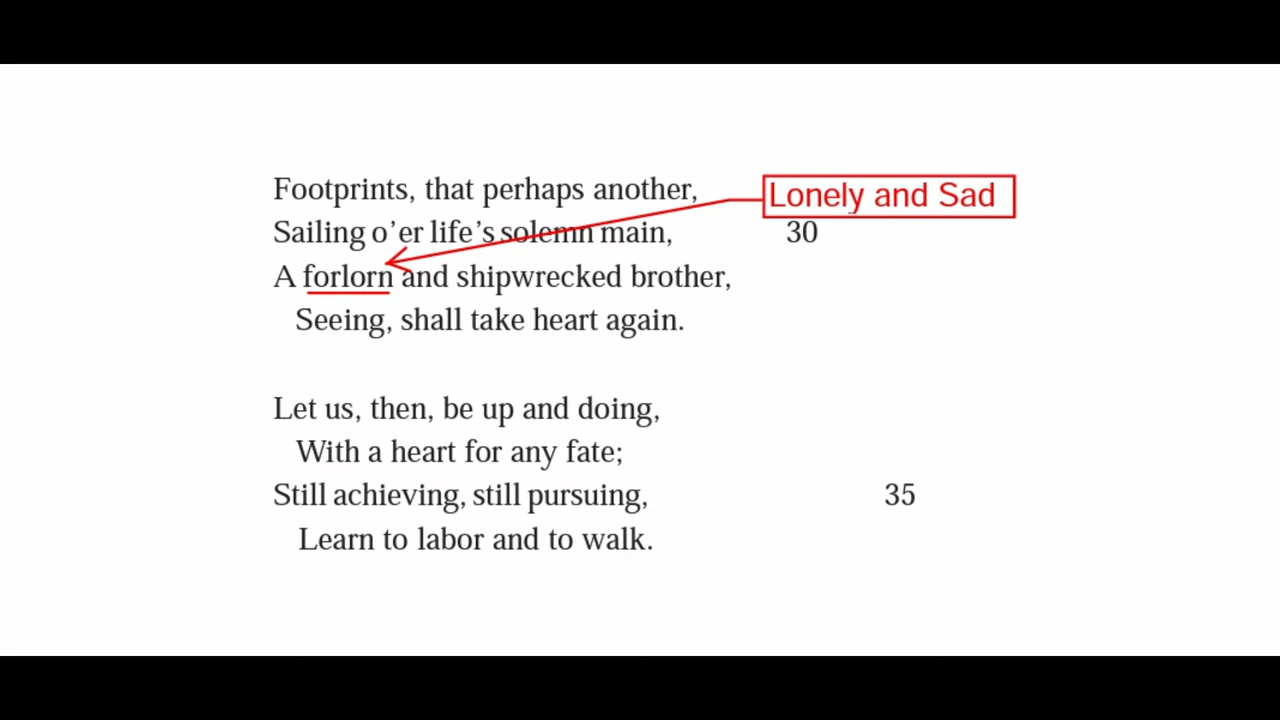 Footprints, that perhaps another,
Lonely and Sad
Sailing o’er life’s solemn main, 30
A forlorn and shipwrecked brother,
Seeing, shall take heart again.
Let us, then, be up and doing,
With a heart for any fate;
Still achieving, still pursuing, 35
Learn to labor and to walk.